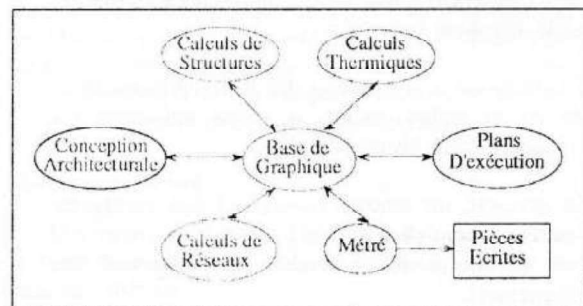 Calculs de
Structures
Calculs
Thermiques
Conception
Architecturale
Base de
Graphique
Plans
D'exécution
Calculs de
Réseaux
Métré
Pièces
Ecrites